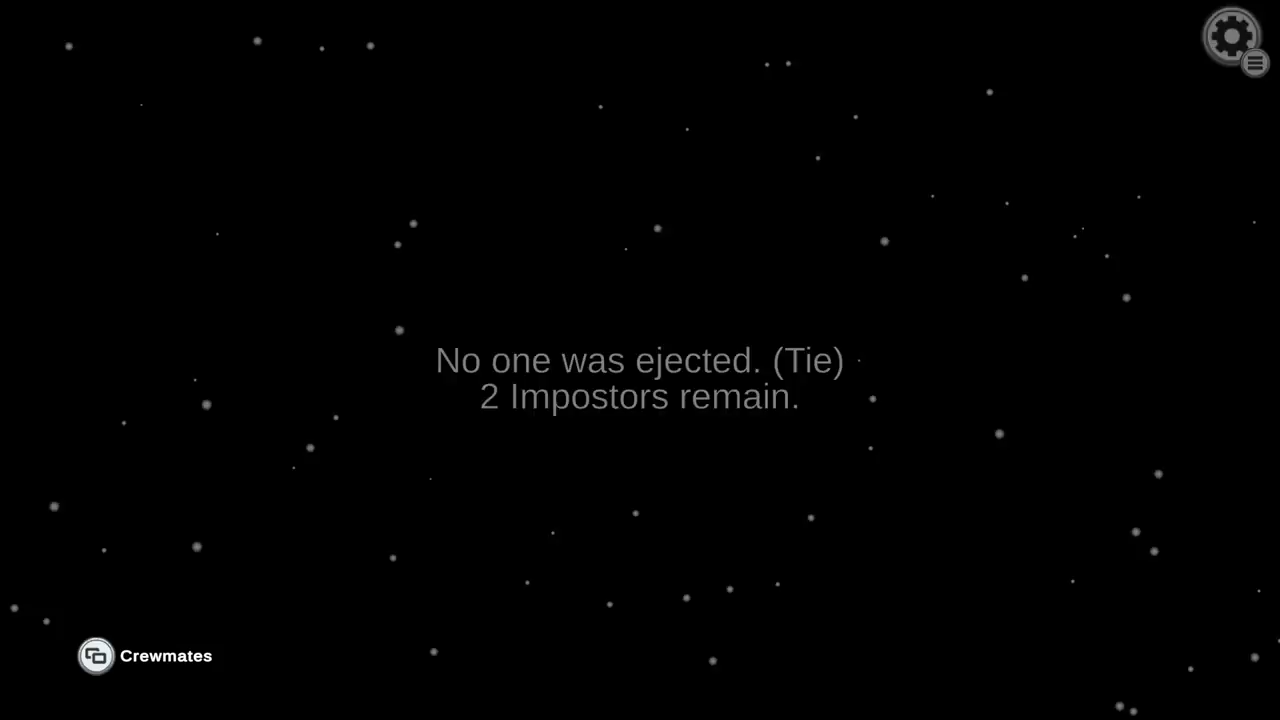 No one was ejected. (Tie)
2 Impostors remain.
Crewmates